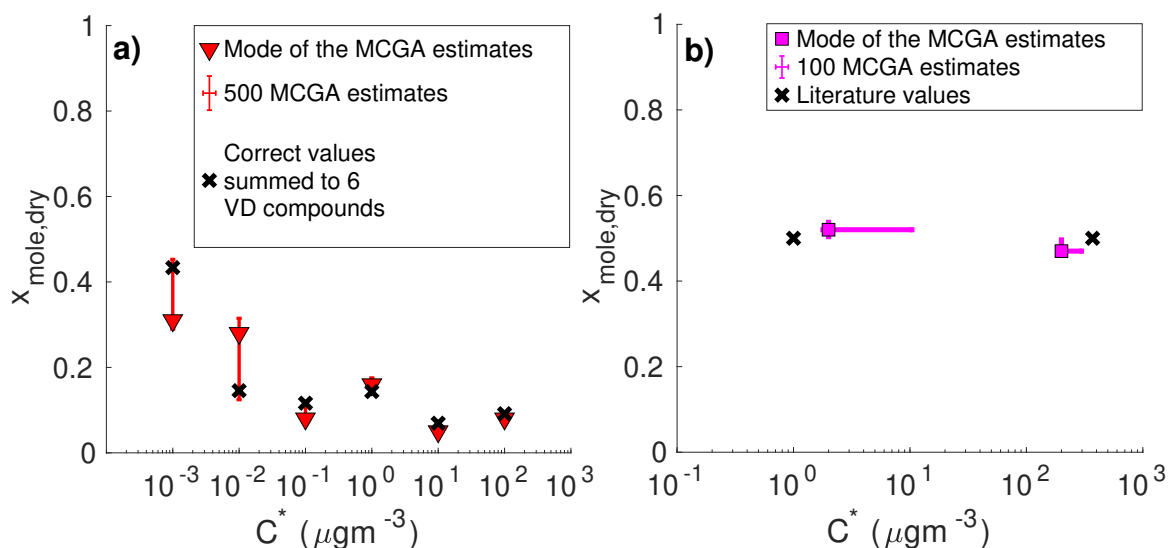 a)
Mode of the MCGA estimates
500 MCGA estimates
Correct values
summed to 6
VD compounds
1
0.8
0.6
0.4
0.2
0
x_mole,dry
10^-3 10^-2 10^-1 10^0 10^1 10^2 10^3
C^* (μgm^-3)
b)
Mode of the MCGA estimates
100 MCGA estimates
Literature values
1
0.8
0.6
0.4
0.2
0
x_mole,dry
10^-1 10^0 10^1 10^2 10^3
C^* (μgm^-3)